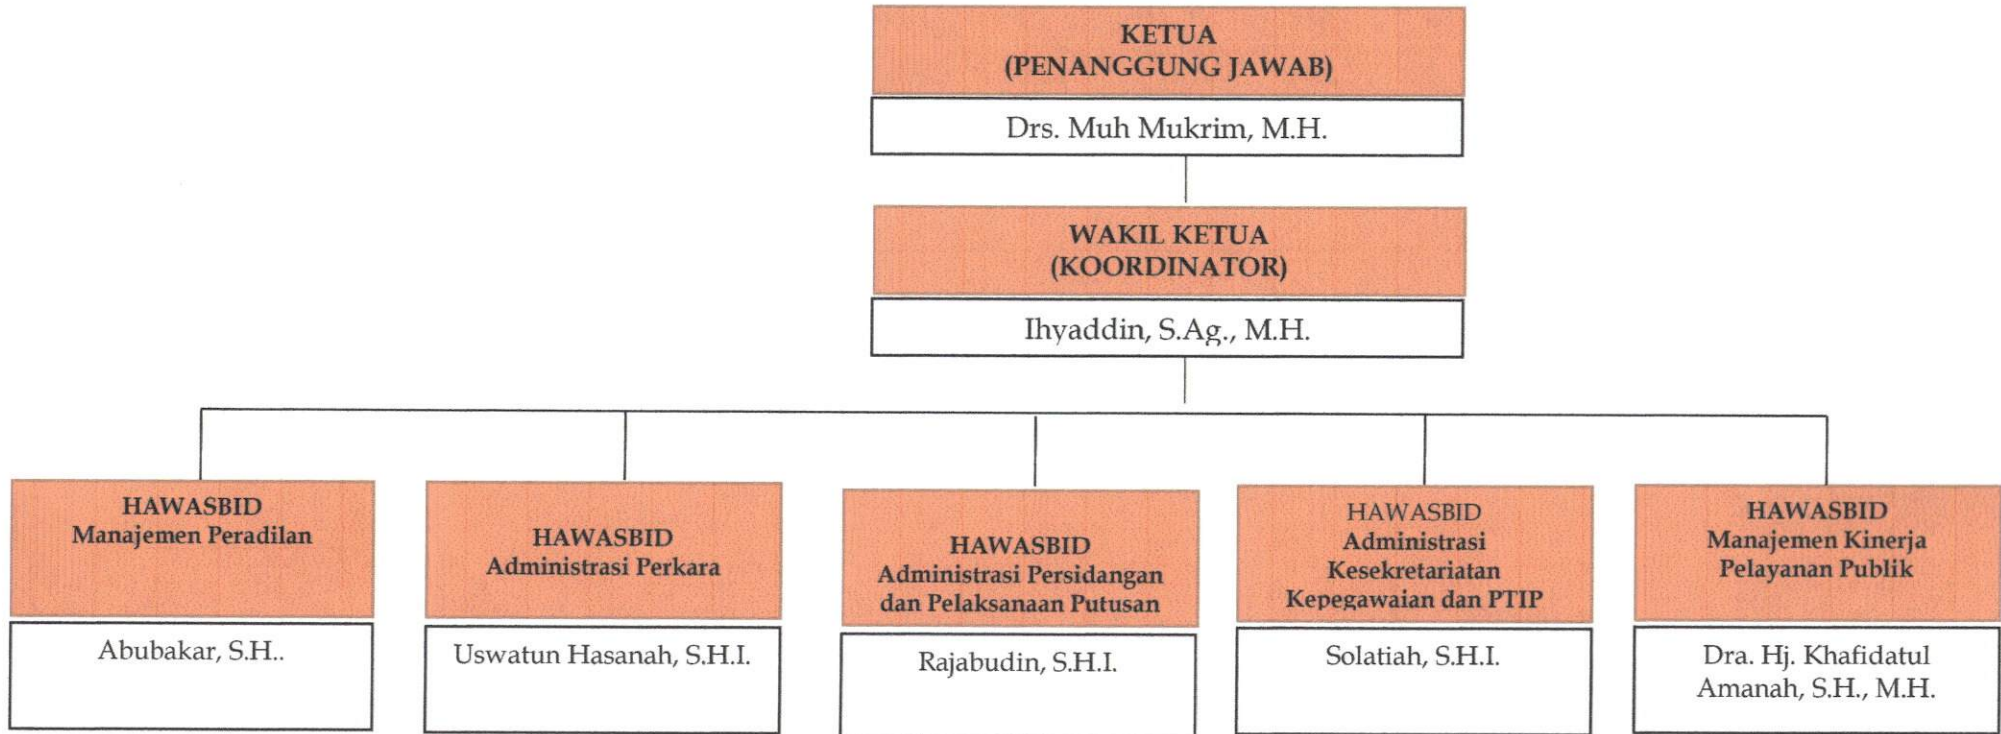 KETUA
(PENANGGUNG JAWAB)
Drs. Muh Mukrim, M.H.
WAKIL KETUA
(KOORDINATOR)
Ihyaddin, S.Ag., M.H.
HAWASBID
Manajemen Peradilan
Abubakar, S.H..
HAWASBID
Administrasi Perkara
Uswatun Hasanah, S.H.I.
HAWASBID
Administrasi Persidangan
dan Pelaksanaan Putusan
Rajabudin, S.H.I.
HAWASBID
Administrasi
Kesekretariatan
Kepegawaian dan PTIP
Solatiah, S.H.I.
HAWASBID
Manajemen Kinerja
Pelayanan Publik
Dra. Hj. Khafidatul
Amanah, S.H., M.H.